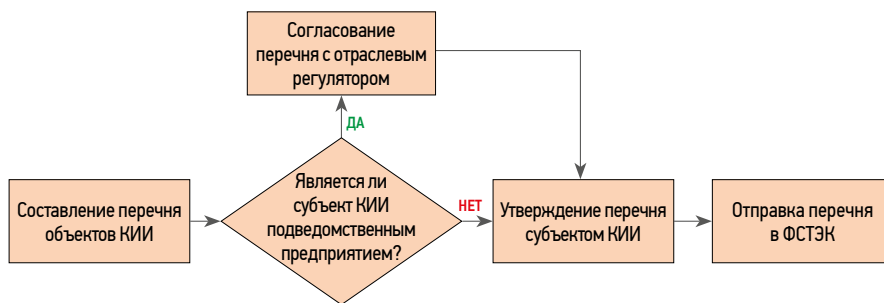 Согласование
перечня с отраслевым
регулятором
ДА
Составление перечня
объектов КИИ
Является ли
субъект КИИ
подведомственным
предприятием?
НЕТ
Утверждение перечня
субъектом КИИ
Отправка перечня
в ФСТЭК